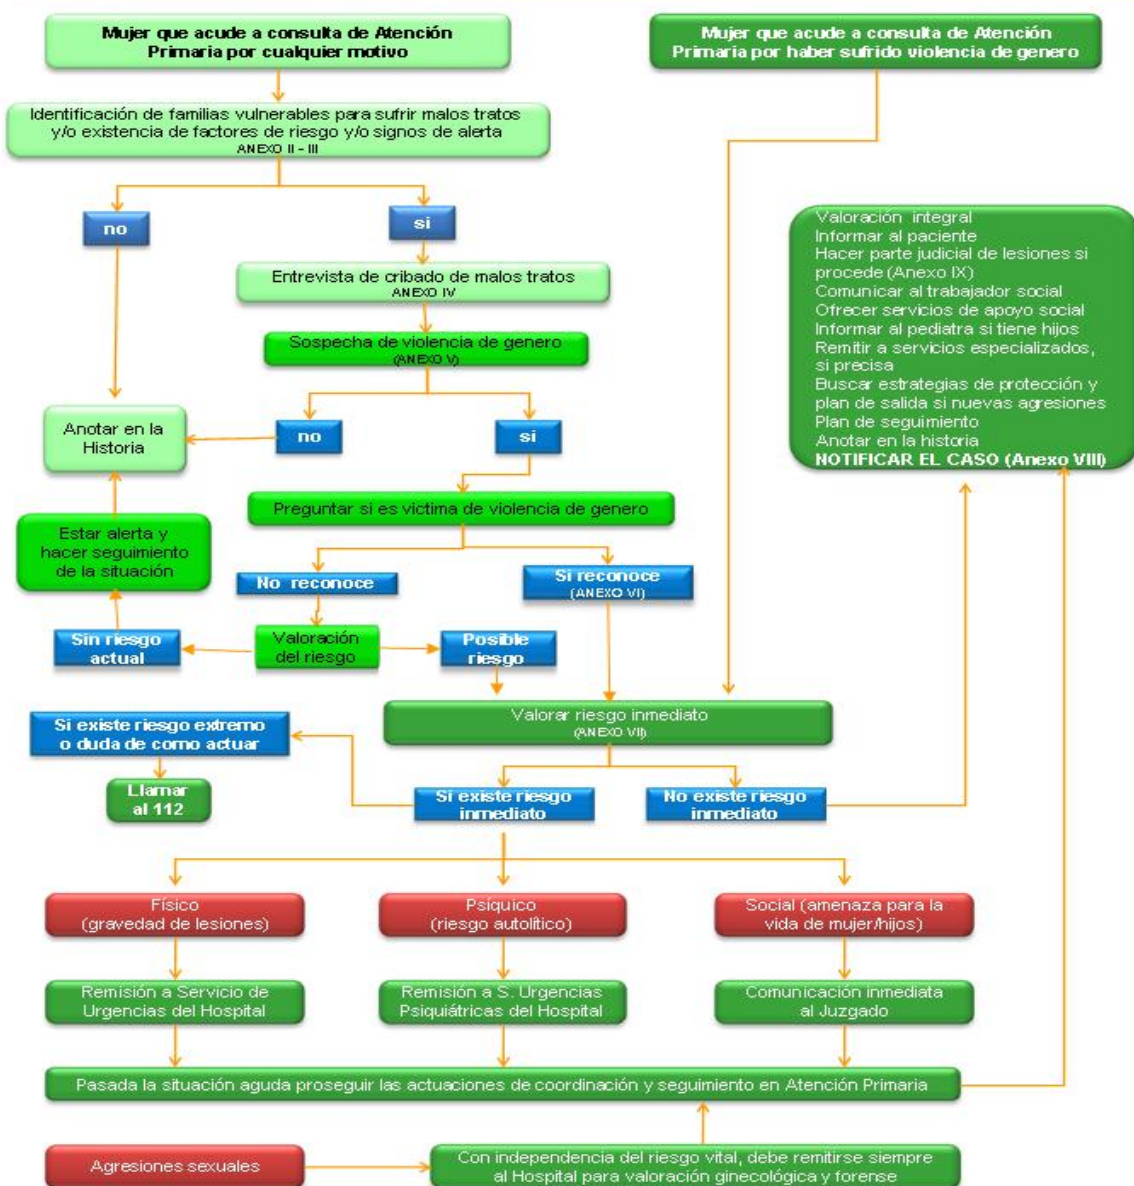 Mujer que acude a consulta de Atención
Primaria por cualquier motivo
Mujer que acude a consulta de Atención
Primaria por haber sufrido violencia de genero
Identificación de familias vulnerables para sufrir malos tratos
y/o existencia de factores de riesgo y/o signos de alerta
ANEXO II - III
no
si
Entrevista de cribado de malos tratos
ANEXO IV
Sospecha de violencia de genero
(ANEXO V)
Valoración integral
Informar al paciente
Hacer parte judicial de lesiones si
procede (Anexo IX)
Comunicar al trabajador social
Ofrecer servicios de apoyo social
Informar al pediatra si tiene hijos
Remitir a servicios especializados,
si precisa
Buscar estrategias de protección y
plan de salida si nuevas agresiones
Plan de seguimiento
Anotar en la historia
NOTIFICAR EL CASO (Anexo VIII)
Anotar en la
Historia
no
si
Preguntar si es victima de violencia de genero
Estar alerta y
hacer seguimiento
de la situación
No reconoce
Si reconoce
(ANEXO VI)
Sin riesgo
actual
Valoración
del riesgo
Posible
riesgo
Valorar riesgo inmediato
(ANEXO VII)
Si existe riesgo extremo
o duda de como actuar
Llamar
al 112
Si existe riesgo
inmediato
No existe riesgo
inmediato
Físico
(gravedad de lesiones)
Psíquico
(riesgo autolítico)
Social (amenaza para la
vida de mujer/hijos)
Remisión a Servicio de
Urgencias del Hospital
Remisión a S. Urgencias
Psiquiátricas del Hospital
Comunicación inmediata
al Juzgado
Pasada la situación aguda proseguir las actuaciones de coordinación y seguimiento en Atención Primaria
Agresiones sexuales
Con independencia del riesgo vital, debe remitirse siempre
al Hospital para valoración ginecológica y forense